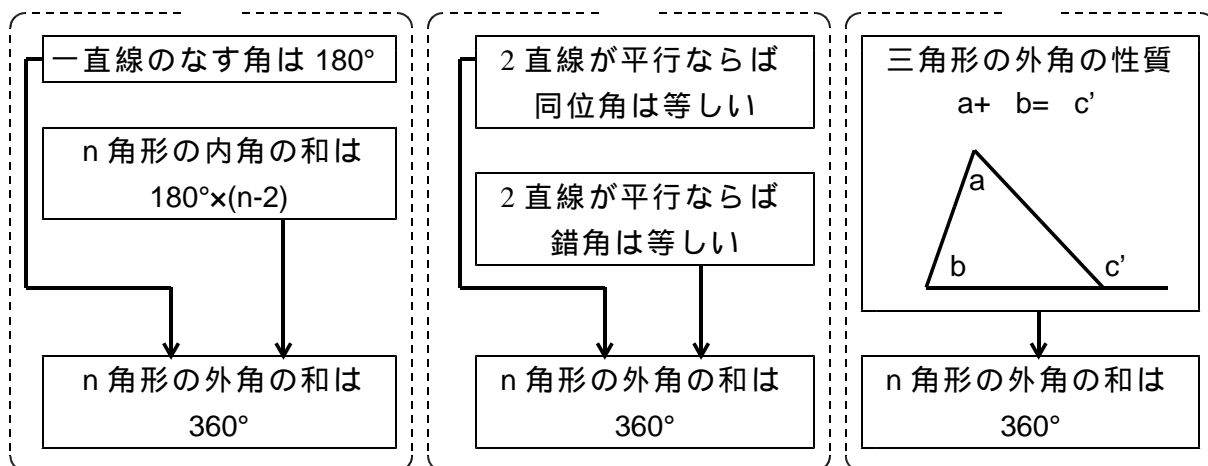 一直線のなす角は 180°
n 角形の内角の和は
180°×(n-2)
n 角形の外角の和は
360°
2 直線が平行ならば
同位角は等しい
2 直線が平行ならば
錯角は等しい
n 角形の外角の和は
360°
三角形の外角の性質
a+ b= c'
a
b
c'
n 角形の外角の和は
360°